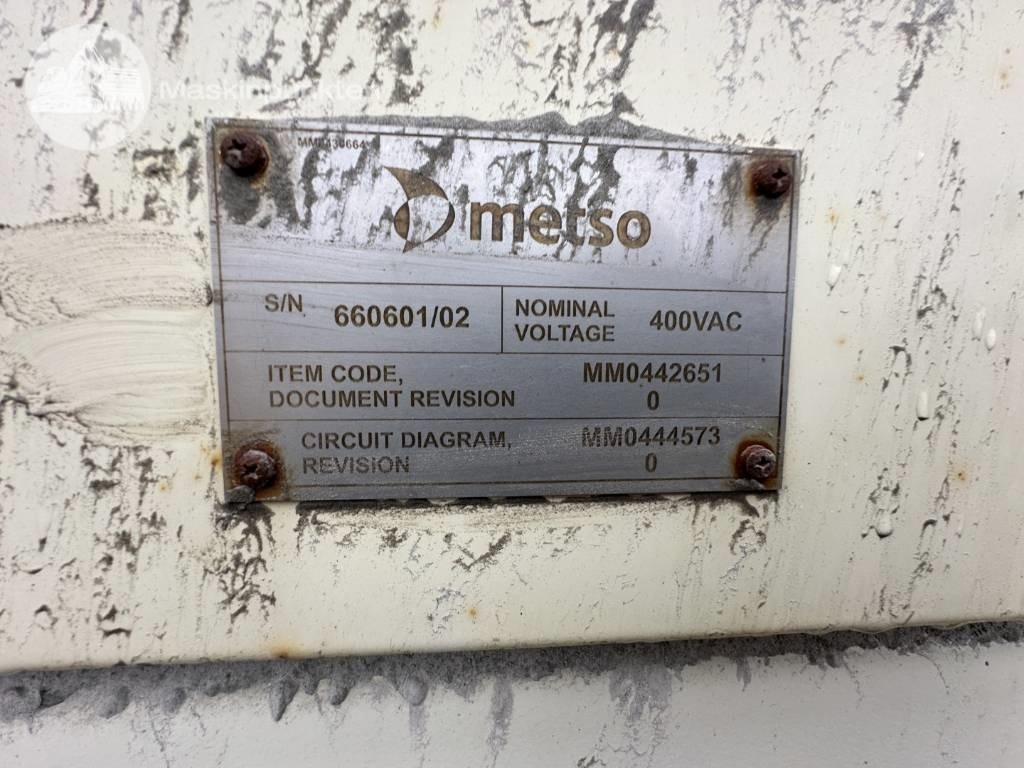 metso
S/N 660601/02
NOMINAL VOLTAGE 400VAC
ITEM CODE, MM0442651
DOCUMENT REVISION 0
CIRCUIT DIAGRAM, MM0444573
REVISION 0